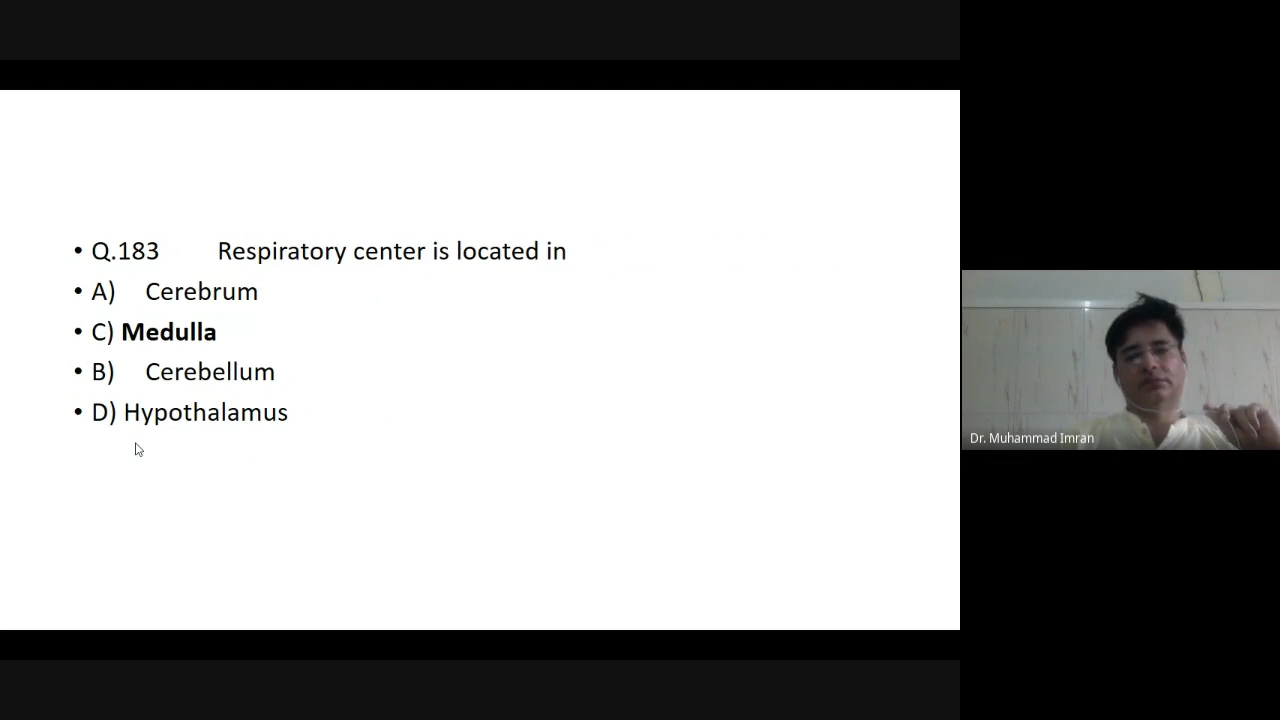 • Q.183 Respiratory center is located in
• A) Cerebrum
• C) Medulla
• B) Cerebellum
• D) Hypothalamus
Dr. Muhammad Imran